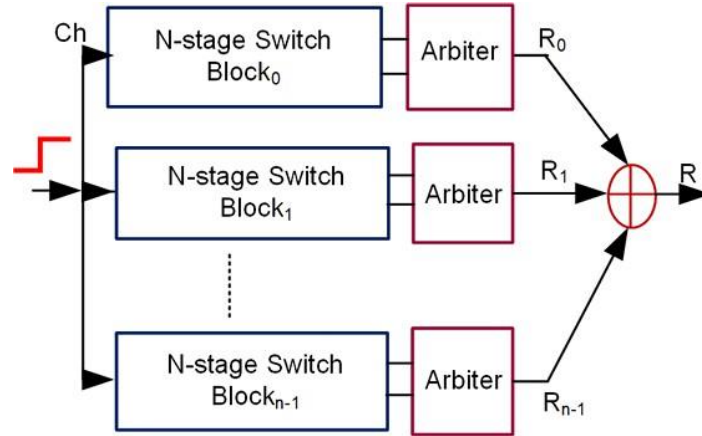 Ch
N-stage Switch
Block₀
Arbiter
R₀
N-stage Switch
Block₁
Arbiter
R₁
R
N-stage Switch
Blockₙ₋₁
Arbiter
Rₙ₋₁